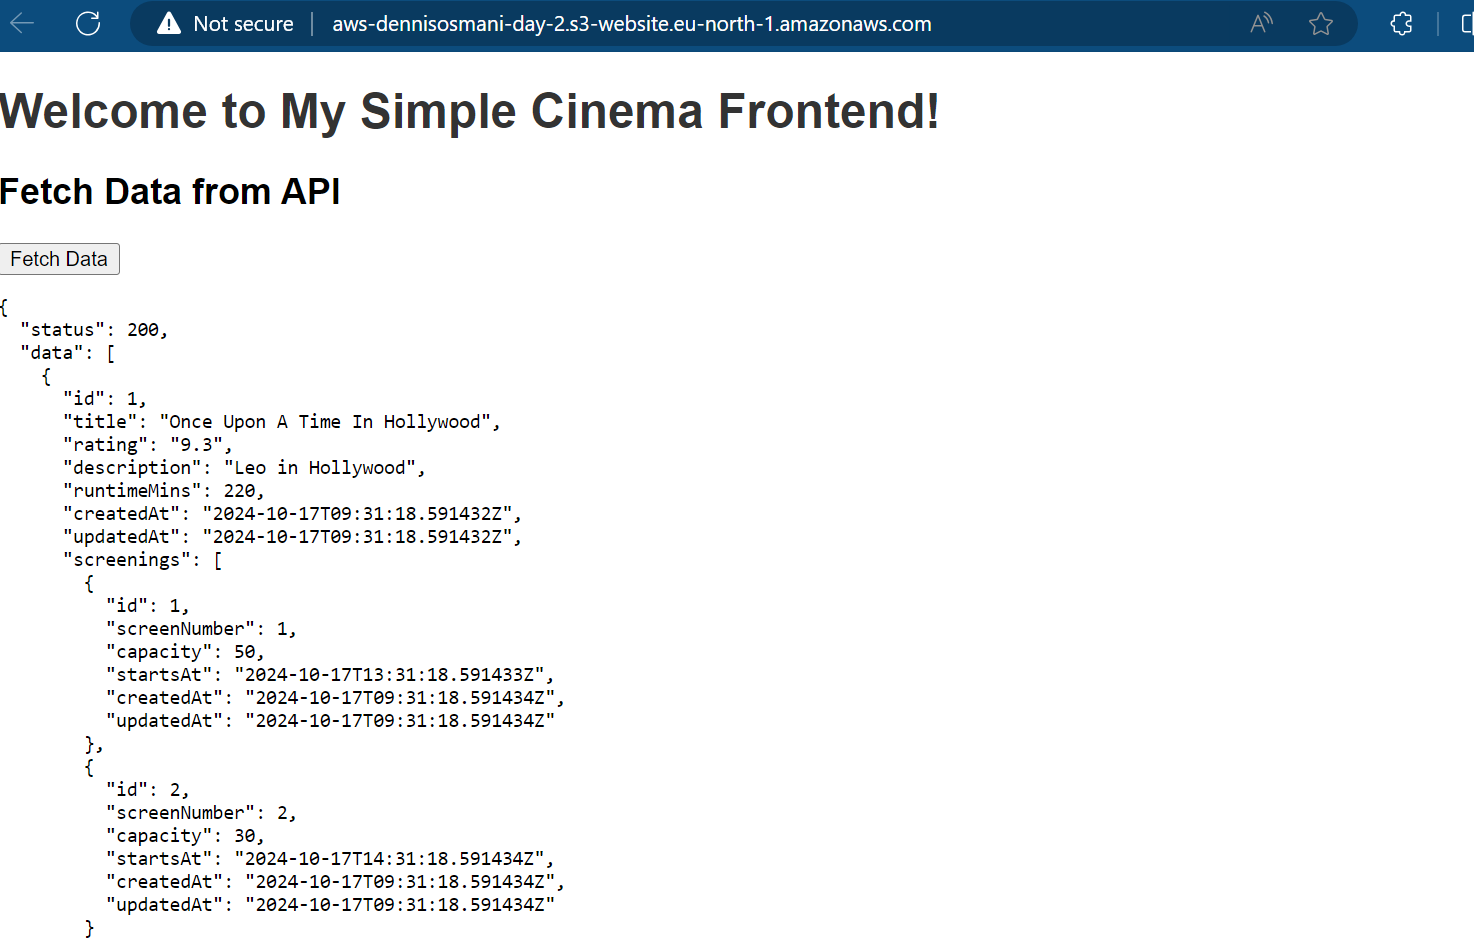 Not secure | aws-dennisosmani-day-2.s3-website.eu-north-1.amazonaws.com
Welcome to My Simple Cinema Frontend!
Fetch Data from API
Fetch Data
{
  "status": 200,
  "data": [
    {
      "id": 1,
      "title": "Once Upon A Time In Hollywood",
      "rating": "9.3",
      "description": "Leo in Hollywood",
      "runtimeMins": 220,
      "createdAt": "2024-10-17T09:31:18.591432Z",
      "updatedAt": "2024-10-17T09:31:18.591432Z",
      "screenings": [
        {
          "id": 1,
          "screenNumber": 1,
          "capacity": 50,
          "startsAt": "2024-10-17T13:31:18.591433Z",
          "createdAt": "2024-10-17T09:31:18.591434Z",
          "updatedAt": "2024-10-17T09:31:18.591434Z"
        },
        {
          "id": 2,
          "screenNumber": 2,
          "capacity": 30,
          "startsAt": "2024-10-17T14:31:18.591434Z",
          "createdAt": "2024-10-17T09:31:18.591434Z",
          "updatedAt": "2024-10-17T09:31:18.591434Z"
        }